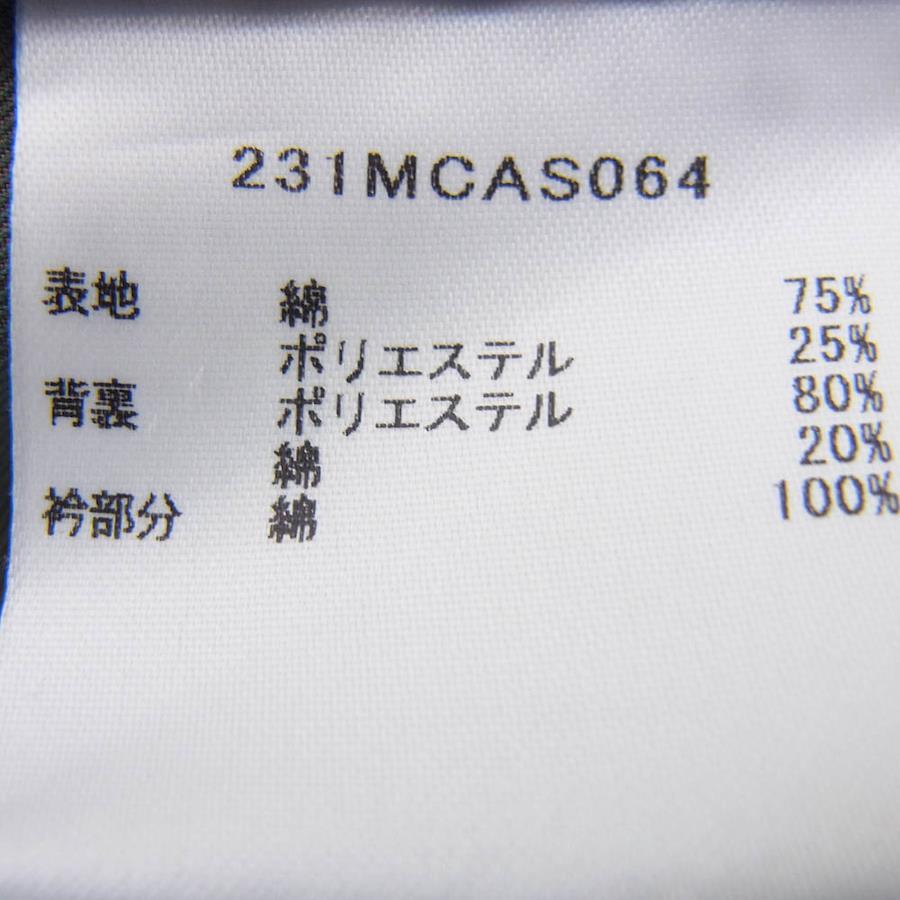 231MCAS064
表地 綿 75%
ポリエステル 25%
背裏 ポリエステル 80%
綿 20%
衿部分 綿 100%